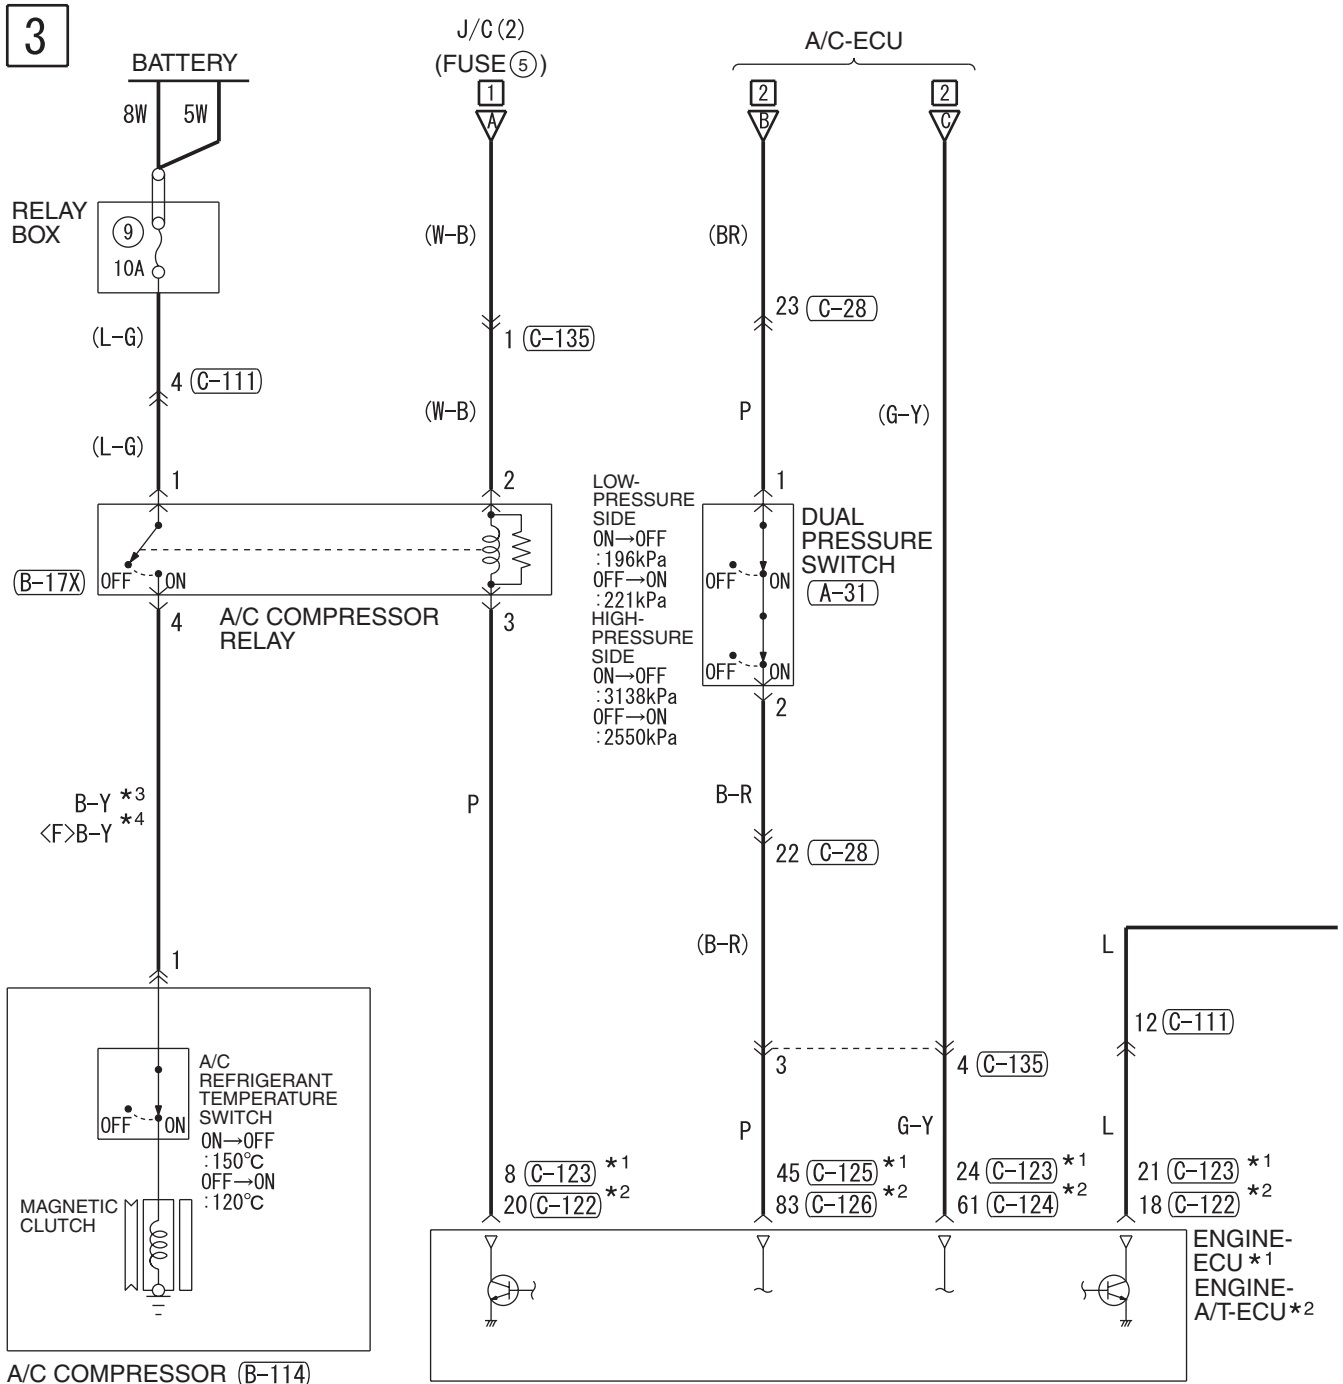 3
BATTERY
8W
5W
J/C(2)
(FUSE⑤)
1
A
A/C-ECU
2
B
2
C
RELAY
BOX
⑨
10A
(L-G)
4 (C-111)
(L-G)
1
(W-B)
1 (C-135)
(W-B)
2
(BR)
23 (C-28)
P
(G-Y)
1
(B-17X)
OFF
ON
4
A/C COMPRESSOR
RELAY
3
LOW-
PRESSURE
SIDE
ON→OFF
:196kPa
OFF→ON
:221kPa
HIGH-
PRESSURE
SIDE
ON→OFF
:3138kPa
OFF→ON
:2550kPa
OFF
ON
OFF
ON
DUAL
PRESSURE
SWITCH
(A-31)
2
B-Y *3
<F>B-Y *4
P
B-R
22 (C-28)
(B-R)
L
12 (C-111)
1
3
4 (C-135)
A/C
REFRIGERANT
TEMPERATURE
SWITCH
ON→OFF
:150℃
OFF→ON
:120℃
OFF
ON
MAGNETIC
CLUTCH
P
G-Y
L
8 (C-123) *1
20 (C-122) *2
45 (C-125) *1
83 (C-126) *2
24 (C-123) *1
61 (C-124) *2
21 (C-123) *1
18 (C-122) *2
ENGINE-
ECU *1
ENGINE-
A/T-ECU *2
A/C COMPRESSOR (B-114)